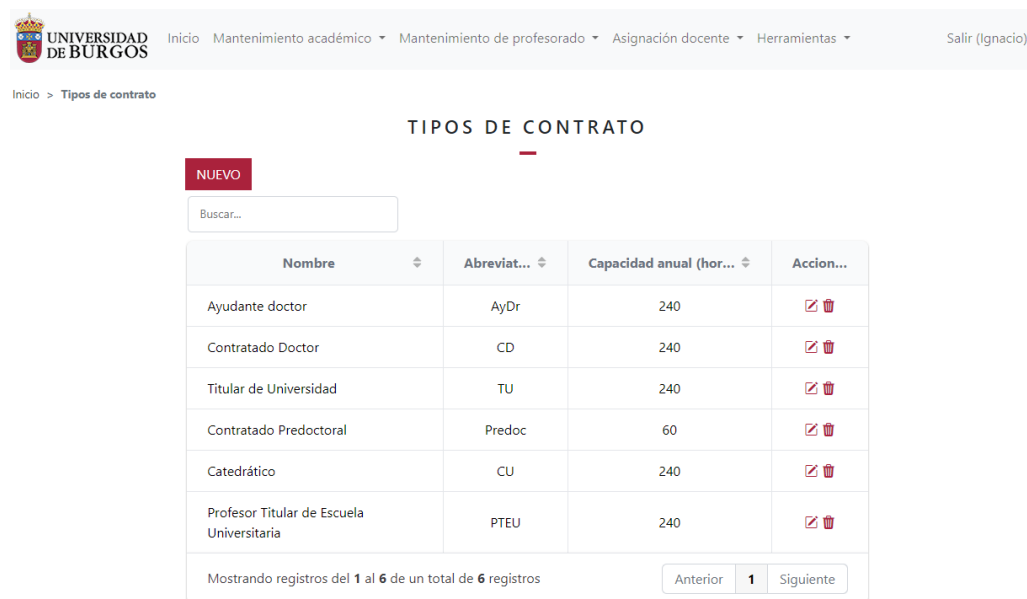 UNIVERSIDAD
DE BURGOS
Inicio Mantenimiento académico Mantenimiento de profesorado Asignación docente Herramientas Salir (Ignacio)
Inicio > Tipos de contrato
TIPOS DE CONTRATO
NUEVO
Buscar...
Nombre Abreviat... Capacidad anual (hor... Accion...
Ayudante doctor AyDr 240
Contratado Doctor CD 240
Titular de Universidad TU 240
Contratado Predoctoral Predoc 60
Catedrático CU 240
Profesor Titular de Escuela
Universitaria PTEU 240
Mostrando registros del 1 al 6 de un total de 6 registros Anterior 1 Siguiente